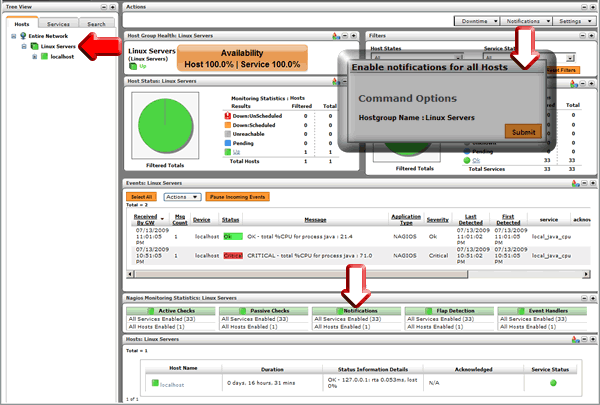 Tree View
Hosts Services Search
Entire Network
Linux Servers
localhost
Actions
Downtime Notifications Settings
Host Group Health: Linux Servers
Linux Servers
(Linux Servers)
Up
Availability
Host 100.0% | Service 100.0%
Filters
Host States
All
Service States
All
Reset Filters
Enable notifications for all Hosts
Command Options
Hostgroup Name :Linux Servers
Submit
Host Status: Linux Servers
Monitoring Statistics : Hosts
Results Filtered Total
Down:UnScheduled 0 0
Down:Scheduled 0 0
Unreachable 0 0
Pending 0 0
Up 1 1
Total Hosts 1 1
Filtered Totals
Total
0
0
0
0
Unknown 0 0
Pending 0 0
Ok 33 33
Total Services 33 33
Filtered Totals
Events: Linux Servers
Select All Actions Pause Incoming Events
Total = 2
Received By GW Msg Count Device Status Message Application Type Severity Last Detected First Detected service acknow
07/13/2009 11:01:05 PM 1 localhost Ok OK - total %CPU for process java : 21.4 NAGIOS Ok 07/13/2009 11:01:02 PM 07/13/2009 11:01:05 PM local_java_cpu
07/13/2009 10:51:05 PM 1 localhost Critical CRITICAL - total %CPU for process java : 71.0 NAGIOS Critical 07/13/2009 10:51:02 PM 07/13/2009 10:51:05 PM local_java_cpu
Nagios Monitoring Statistics: Linux Servers
Active Checks Passive Checks Notifications Flap Detection Event Handlers
All Services Enabled (33) All Services Enabled (33) All Services Enabled (33) All Services Enabled (33) All Services Enabled (33)
All Hosts Enabled (1) All Hosts Enabled (1) All Hosts Enabled (1) All Hosts Enabled (1) All Hosts Enabled (1)
Hosts: Linux Servers
Total = 1
Host Name Duration Status Information Details Acknowledged Service Status
localhost 0 days. 16 hours. 31 mins OK - 127.0.0.1: rta 0.053ms. lost 0% N/A
1 of 1